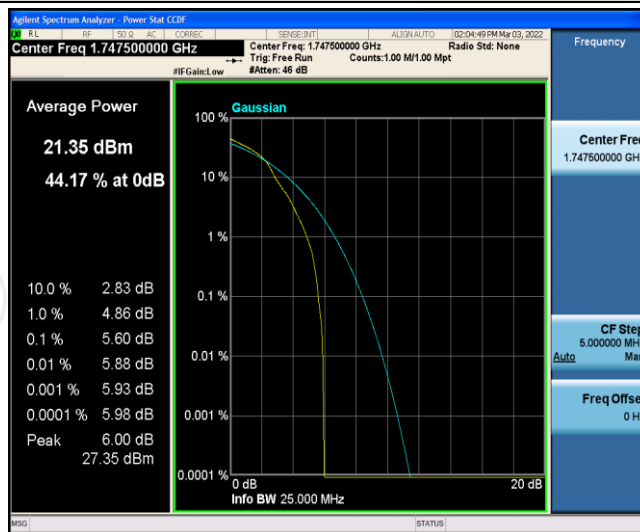 Agilent Spectrum Analyzer - Power Stat CCDF
RL RF 50 Ω AC CORREC SENSE:INT ALIGNAUTO 02:04:49 PM Mar 03, 2022
Center Freq 1.747500000 GHz
Center Freq: 1.747500000 GHz Radio Std: None
Trig: Free Run Counts:1.00 M/1.00 Mpt
#IFGain:Low #Atten: 46 dB
Frequency
Average Power
21.35 dBm
44.17 % at 0dB
10.0 % 2.83 dB
1.0 % 4.86 dB
0.1 % 5.60 dB
0.01 % 5.88 dB
0.001 % 5.93 dB
0.0001 % 5.98 dB
Peak 6.00 dB
27.35 dBm
Gaussian
100 %
10 %
1 %
0.1 %
0.01 %
0.001 %
0.0001 %
0 dB 20 dB
Info BW 25.000 MHz
Center Fre
1.747500000 GH
CF Step
5.000000 MH
Auto Ma
Freq Offse
0 H
MSG STATUS